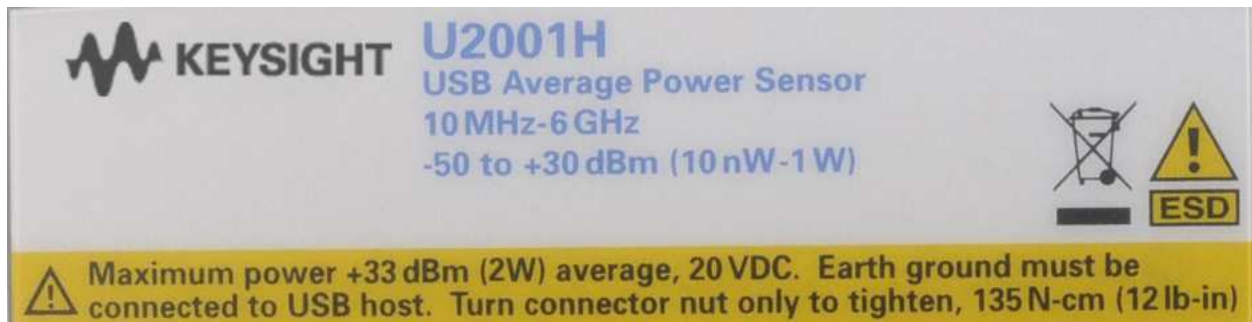 KEYSIGHT
U2001H
USB Average Power Sensor
10 MHz-6 GHz
-50 to +30 dBm (10 nW-1 W)
ESD
Maximum power +33 dBm (2W) average, 20 VDC. Earth ground must be
connected to USB host. Turn connector nut only to tighten, 135 N-cm (12 lb-in)